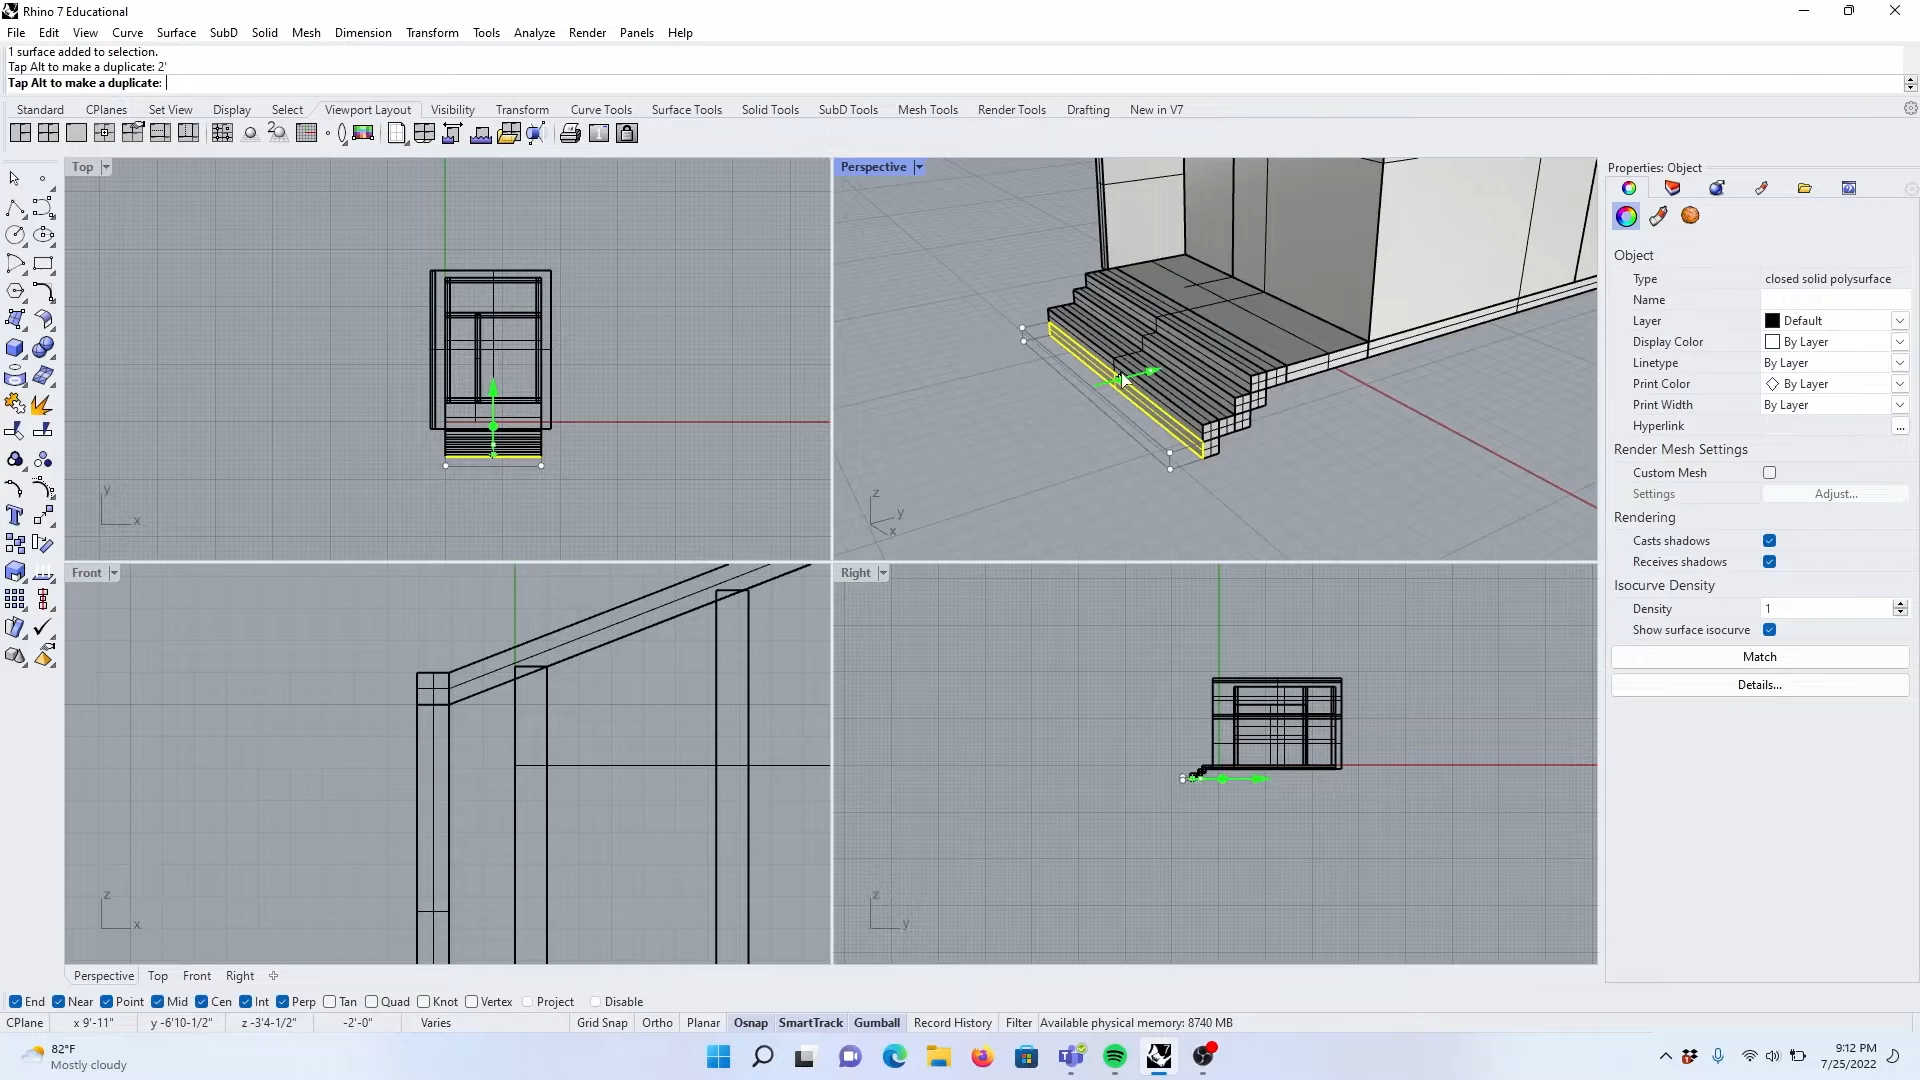 Rhino 7 Educational
File Edit View Curve Surface SubD Solid Mesh Dimension Transform Tools Analyze Render Panels Help
1 surface added to selection.
Tap Alt to make a duplicate: 2'
Tap Alt to make a duplicate:
Standard CPlanes Set View Display Select Viewport Layout Visibility Transform Curve Tools Surface Tools Solid Tools SubD Tools Mesh Tools Render Tools Drafting New in V7
Top
Perspective
Properties: Object
Object
Type closed solid polysurface
Name
Layer Default
Display Color By Layer
Linetype By Layer
Print Color By Layer
Print Width By Layer
Hyperlink ...
Render Mesh Settings
Custom Mesh
Settings Adjust...
Rendering
Casts shadows
Receives shadows
Isocurve Density
Density 1
Show surface isocurve
Match
Details...
y
x
z
y
x
Front
Right
z
x
z
y
Perspective Top Front Right
End Near Point Mid Cen Int Perp Tan Quad Knot Vertex Project Disable
CPlane x 9'-11" y -6'10-1/2" z -3'4-1/2" -2'-0" Varies Grid Snap Ortho Planar Osnap SmartTrack Gumball Record History Filter Available physical memory: 8740 MB
82°F
Mostly cloudy
9:12 PM
7/25/2022